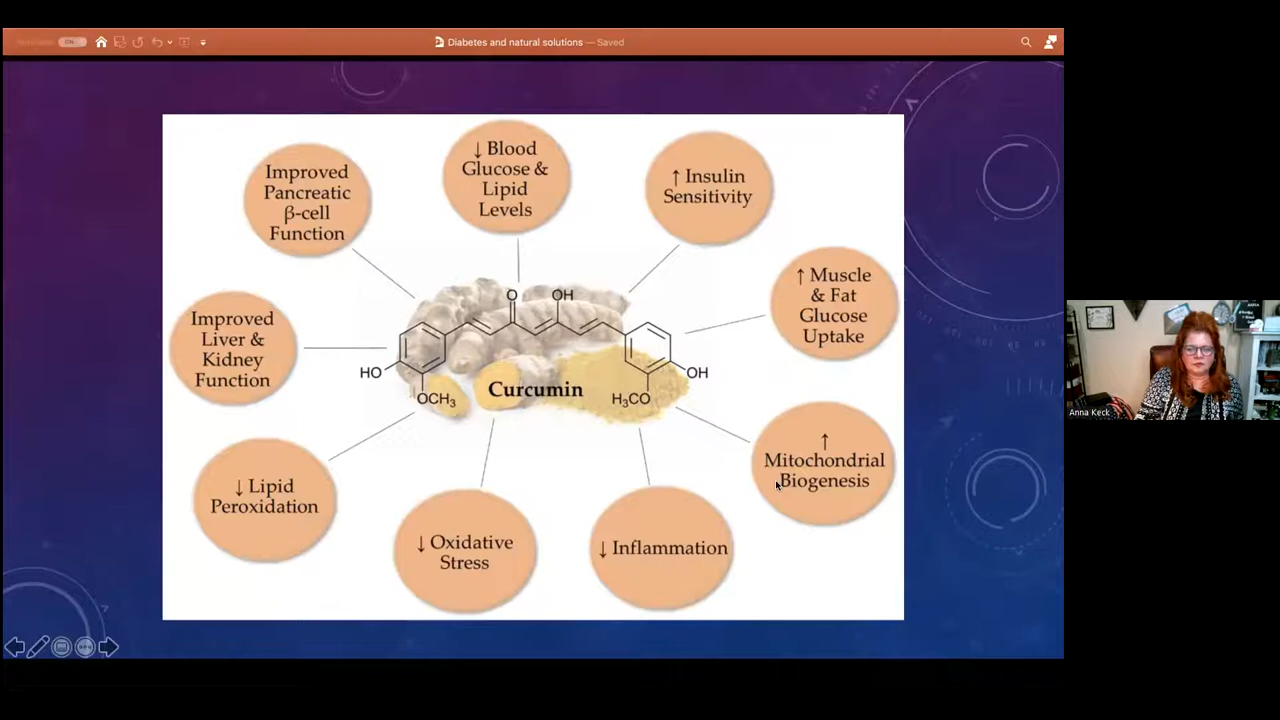 ON
Diabetes and natural solutions — Saved
Improved
Pancreatic
β-cell
Function
↓ Blood
Glucose &
Lipid
Levels
↑ Insulin
Sensitivity
↑ Muscle
& Fat
Glucose
Uptake
Improved
Liver &
Kidney
Function
O
OH
HO
OCH3
Curcumin
H3CO
OH
↑
Mitochondrial
Biogenesis
↓ Lipid
Peroxidation
↓ Oxidative
Stress
↓ Inflammation
Anna Keck